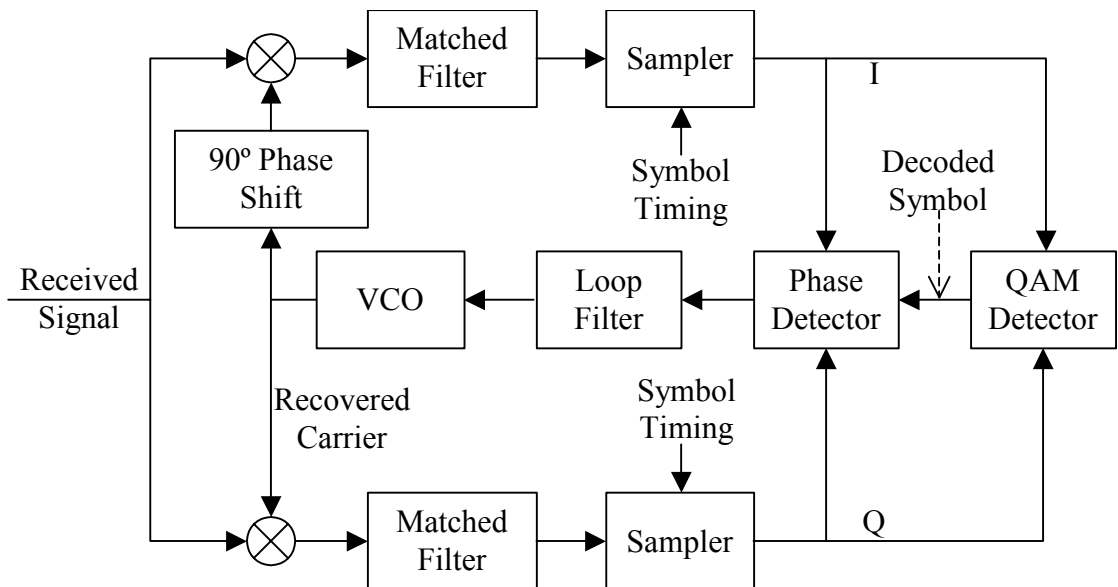 Matched
Filter
Sampler
I
90º Phase
Shift
Symbol
Timing
Decoded
Symbol
Received
Signal
VCO
Loop
Filter
Phase
Detector
QAM
Detector
Recovered
Carrier
Symbol
Timing
Matched
Filter
Sampler
Q